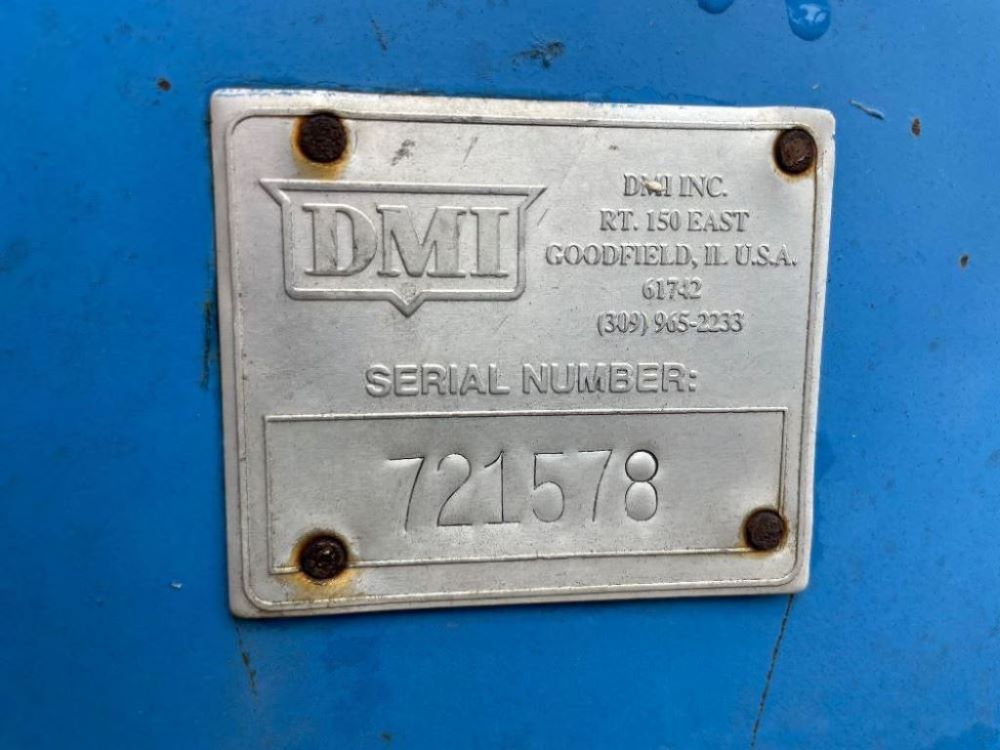 DMI
DMI INC.
RT. 150 EAST
GOODFIELD, IL U.S.A.
61742
(309) 965-2233
SERIAL NUMBER:
721578